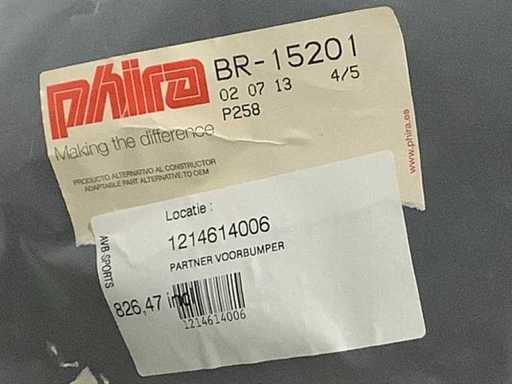 phira
Making the difference
PRODUCTO ALTERNATIVO AL CONSTRUCTOR
ADAPTABLE PART ALTERNATIVE TO OEM
BR-15201
02 07 13 4/5
P258
www.phira.es
Locatie :
1214614006
PARTNER VOORBUMPER
AVB SPORTS
826,47 incl
1214614006